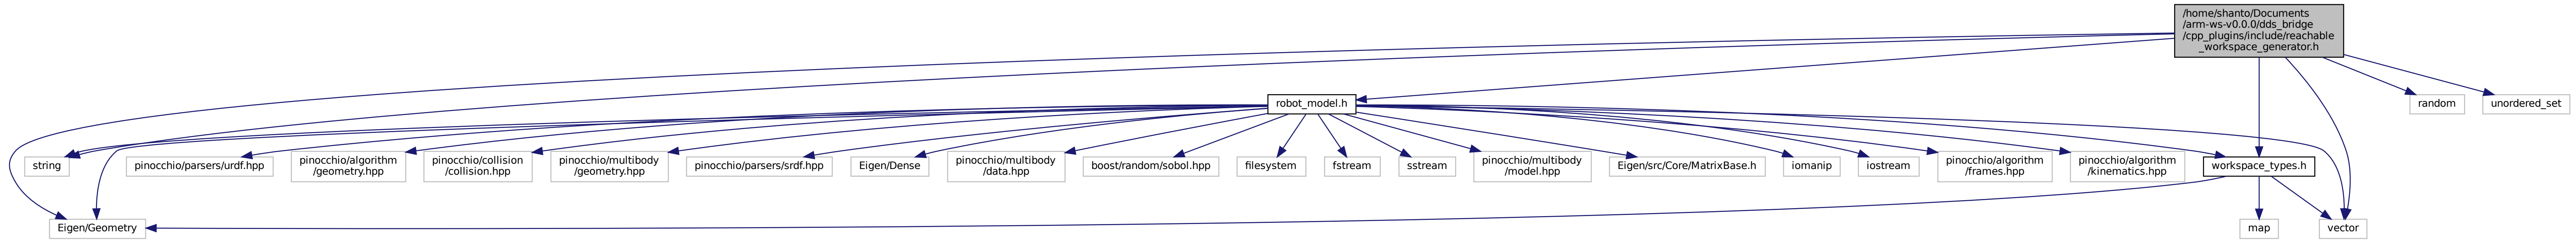 /home/shanto/Documents
/arm-ws-v0.0.0/dds_bridge
/cpp_plugins/include/reachable
_workspace_generator.h
robot_model.h
random
unordered_set
string
pinocchio/parsers/urdf.hpp
pinocchio/algorithm
/geometry.hpp
pinocchio/collision
/collision.hpp
pinocchio/multibody
/geometry.hpp
pinocchio/parsers/srdf.hpp
Eigen/Dense
pinocchio/multibody
/data.hpp
boost/random/sobol.hpp
filesystem
fstream
sstream
pinocchio/multibody
/model.hpp
Eigen/src/Core/MatrixBase.h
iomanip
iostream
pinocchio/algorithm
/frames.hpp
pinocchio/algorithm
/kinematics.hpp
workspace_types.h
Eigen/Geometry
map
vector